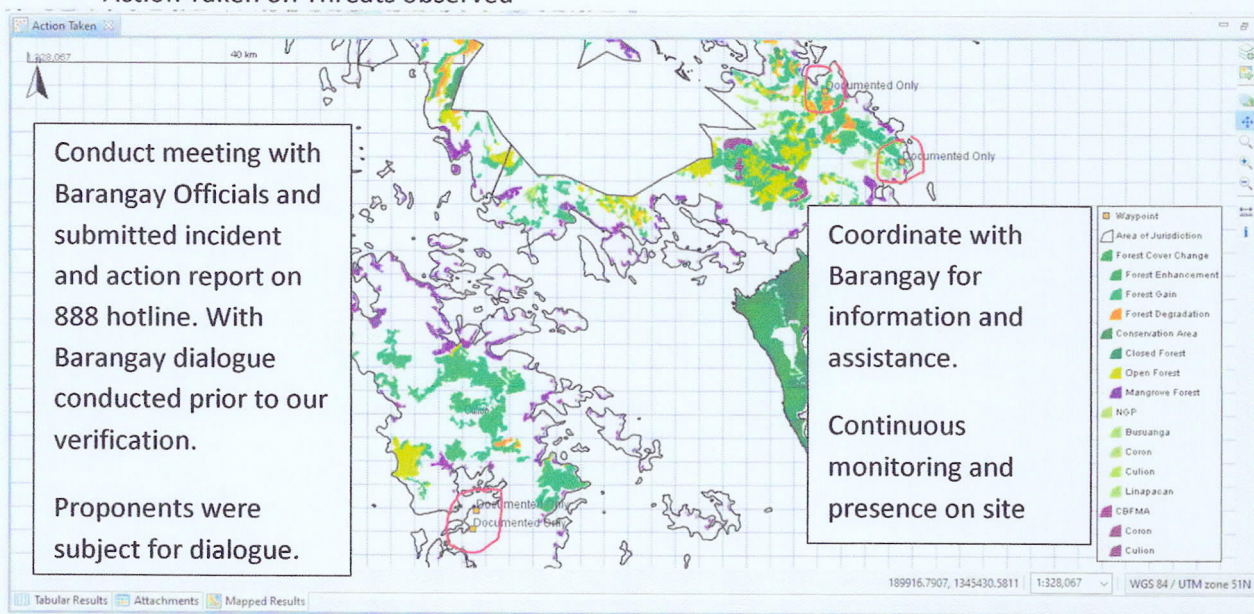 Action Taken on Threats observed
Action Taken
1:328,067
40 km
Documented Only
Documented Only
Conduct meeting with
Barangay Officials and
submitted incident
and action report on
888 hotline. With
Barangay dialogue
conducted prior to our
verification.
Proponents were
subject for dialogue.
Coordinate with
Barangay for
information and
assistance.
Continuous
monitoring and
presence on site
Waypoint
Area of Jurisdiction
Forest Cover Change
Forest Enhancement
Forest Gain
Forest Degradation
Conservation Area
Closed Forest
Open Forest
Mangrove Forest
NGP
Busuanga
Coron
Culion
Linapacan
CBFMA
Coron
Culion
Culion
Documented Only
Documented Only
189916.7907, 1345430.5811
1:328,067
WGS 84 / UTM zone 51N
Tabular Results
Attachments
Mapped Results